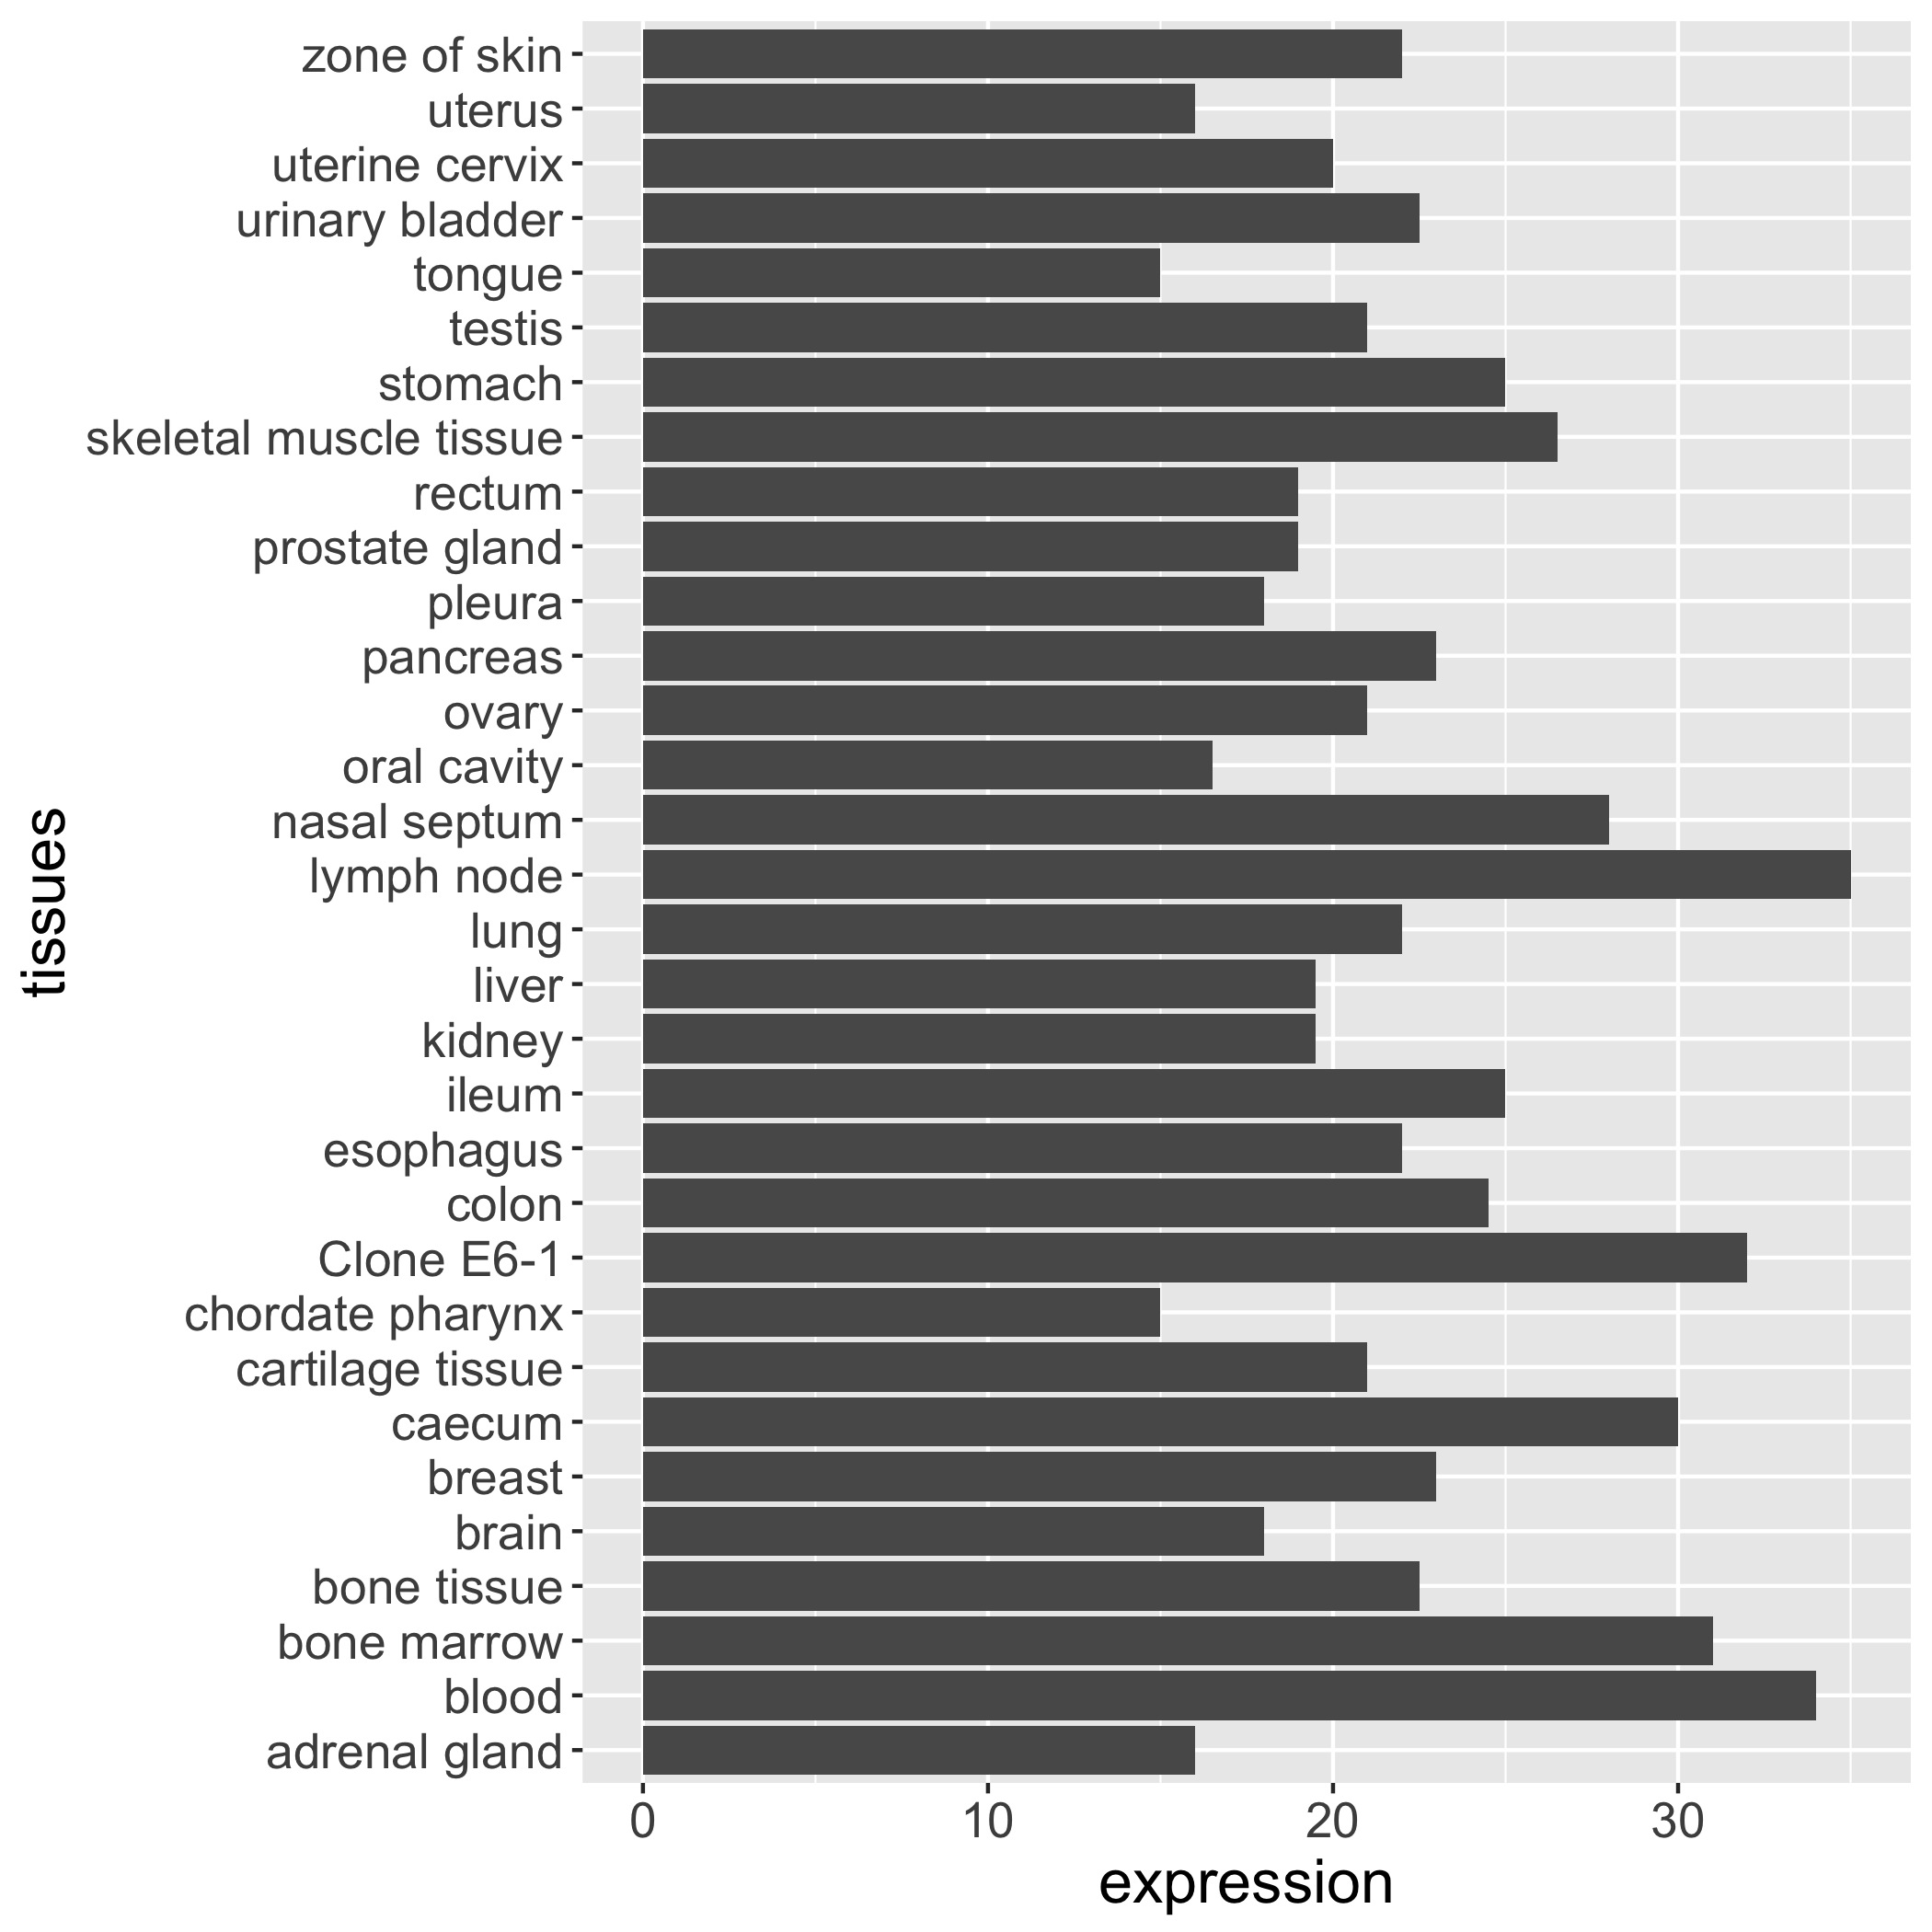 zone of skin
uterus
uterine cervix
urinary bladder
tongue
testis
stomach
skeletal muscle tissue
rectum
prostate gland
pleura
pancreas
ovary
oral cavity
nasal septum
lymph node
lung
liver
kidney
ileum
esophagus
colon
Clone E6-1
chordate pharynx
cartilage tissue
caecum
breast
brain
bone tissue
bone marrow
blood
adrenal gland
tissues
0 10 20 30
expression